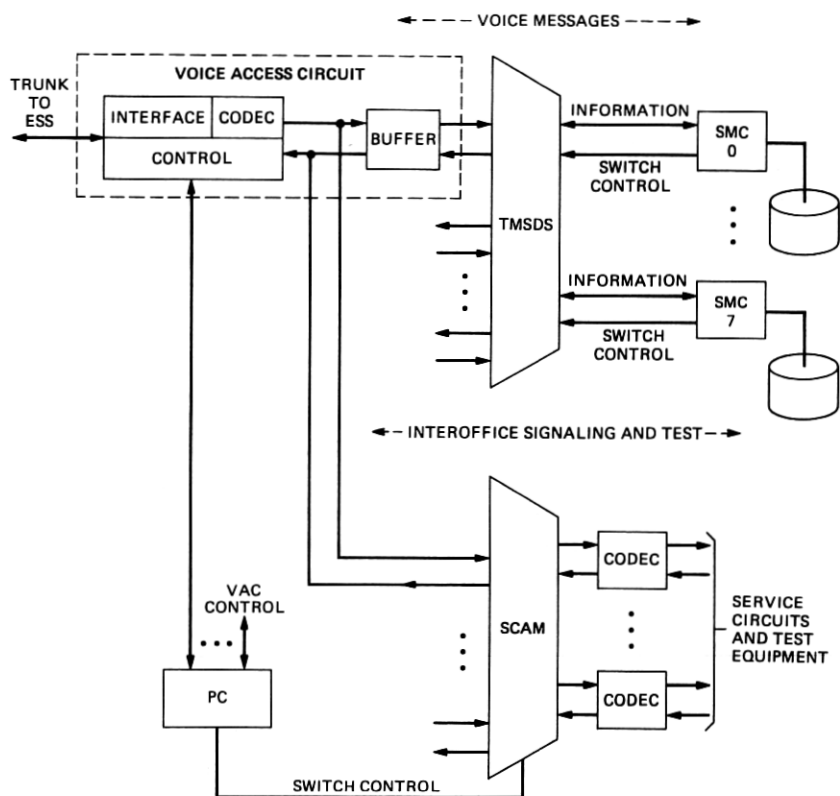 VOICE MESSAGES
TRUNK
TO
ESS
VOICE ACCESS CIRCUIT
INTERFACE
CODEC
CONTROL
BUFFER
TMSDS
INFORMATION
SWITCH
CONTROL
SMC
0
INFORMATION
SWITCH
CONTROL
SMC
7
INTEROFFICE SIGNALING AND TEST
SCAM
CODEC
CODEC
SERVICE
CIRCUITS
AND TEST
EQUIPMENT
VAC
CONTROL
PC
SWITCH CONTROL